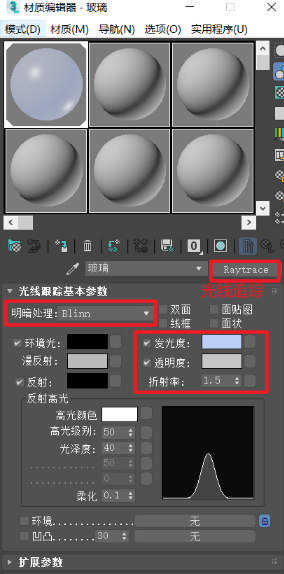 材质编辑器 - 玻璃
模式(D) 材质(M) 导航(N) 选项(O) 实用程序(U)
玻璃 Raytrace
光线追踪
光线跟踪基本参数
明暗处理: Blinn 双面 面贴图
线框 面状
环境光: 发光度:
漫反射: 透明度:
反射: 折射率: 1.5
反射高光
高光颜色:
高光级别: 50
光泽度: 40
............ 50
............ 0
柔化 0.1
环境............... 无
凹凸........ 30 无
扩展参数